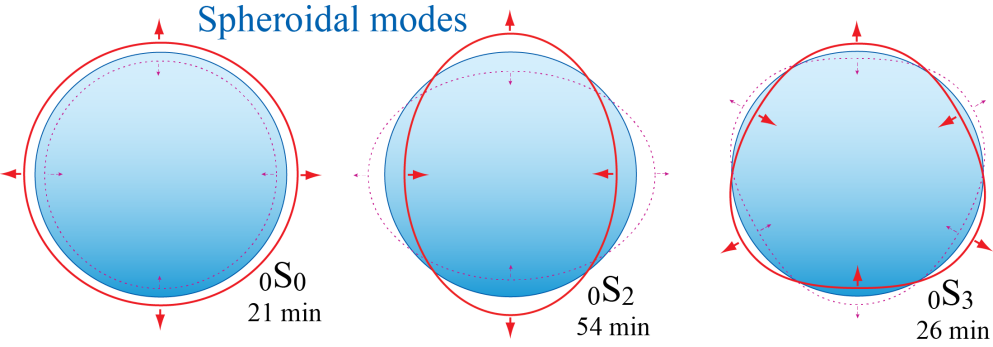 Spheroidal modes
₀S₀
21 min
₀S₂
54 min
₀S₃
26 min